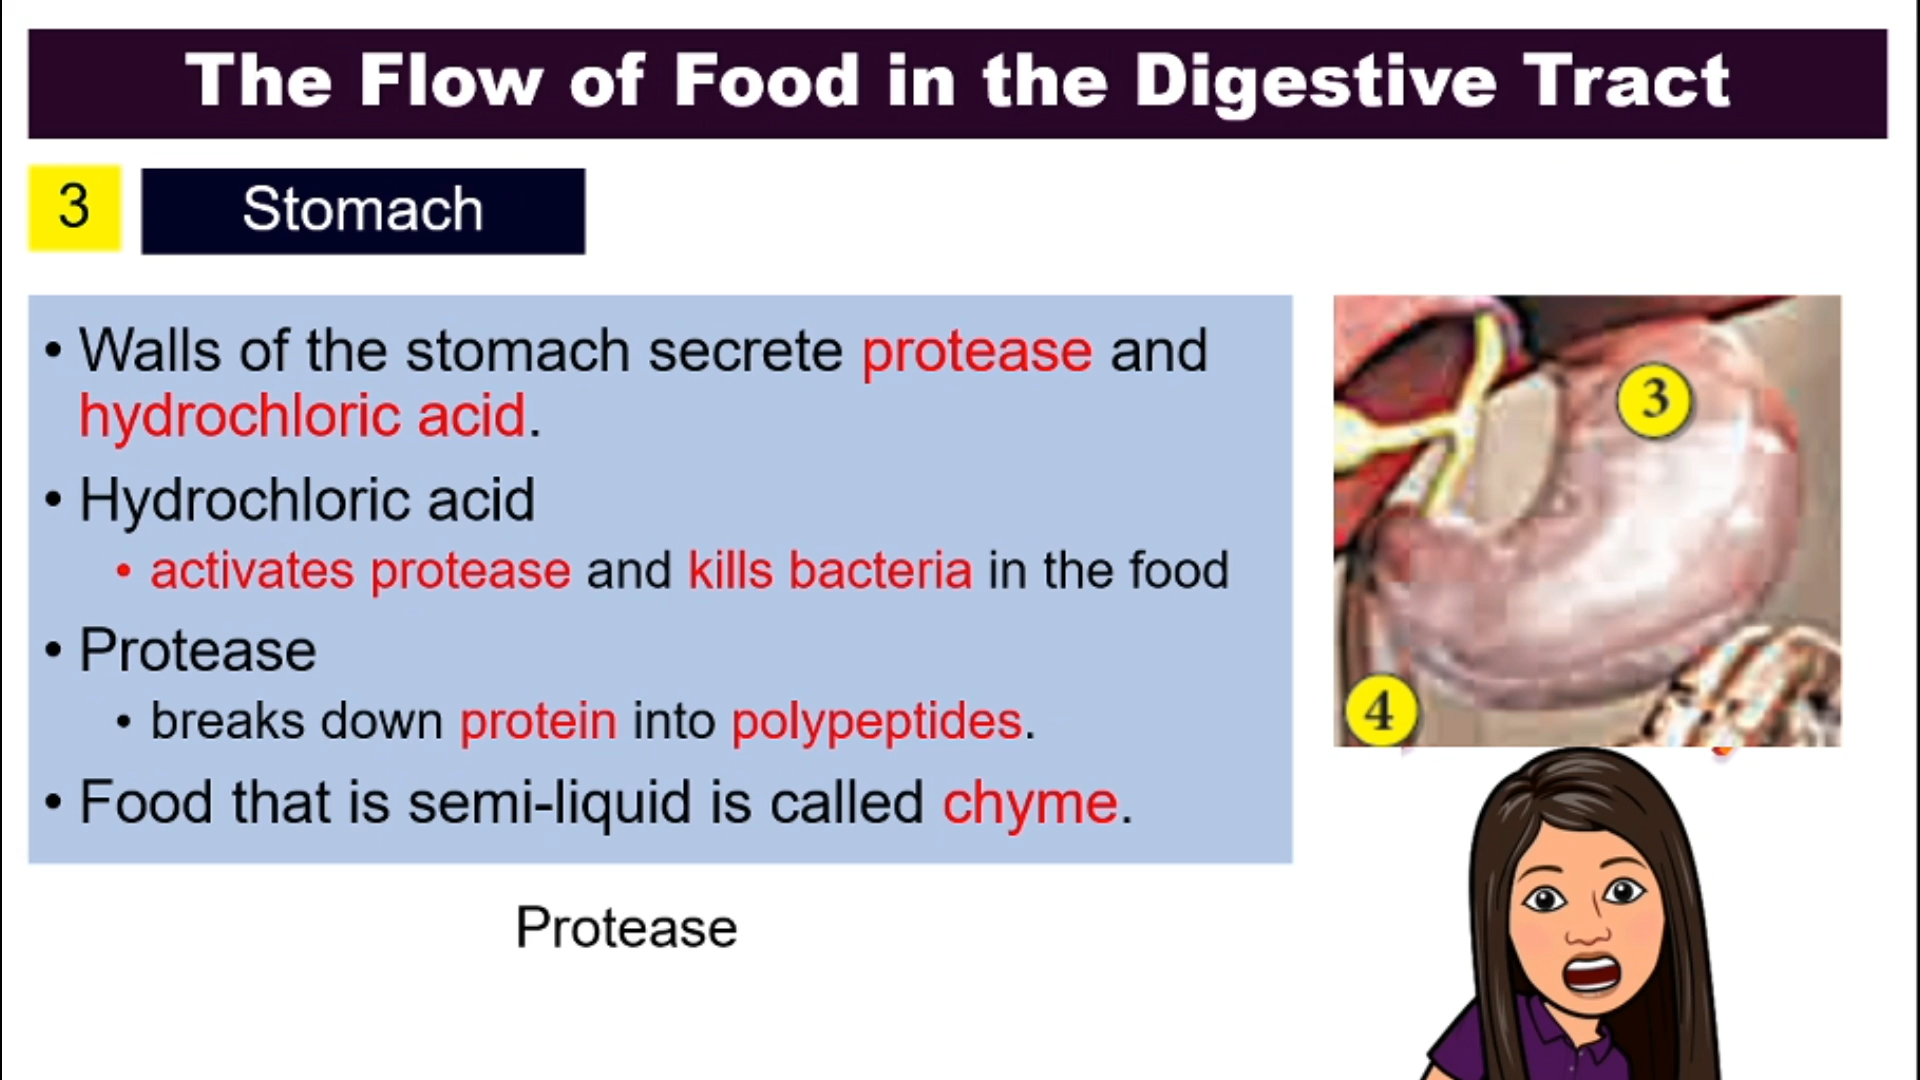 The Flow of Food in the Digestive Tract
3
Stomach
• Walls of the stomach secrete protease and
hydrochloric acid.
• Hydrochloric acid
• activates protease and kills bacteria in the food
• Protease
• breaks down protein into polypeptides.
• Food that is semi-liquid is called chyme.
3
4
Protease